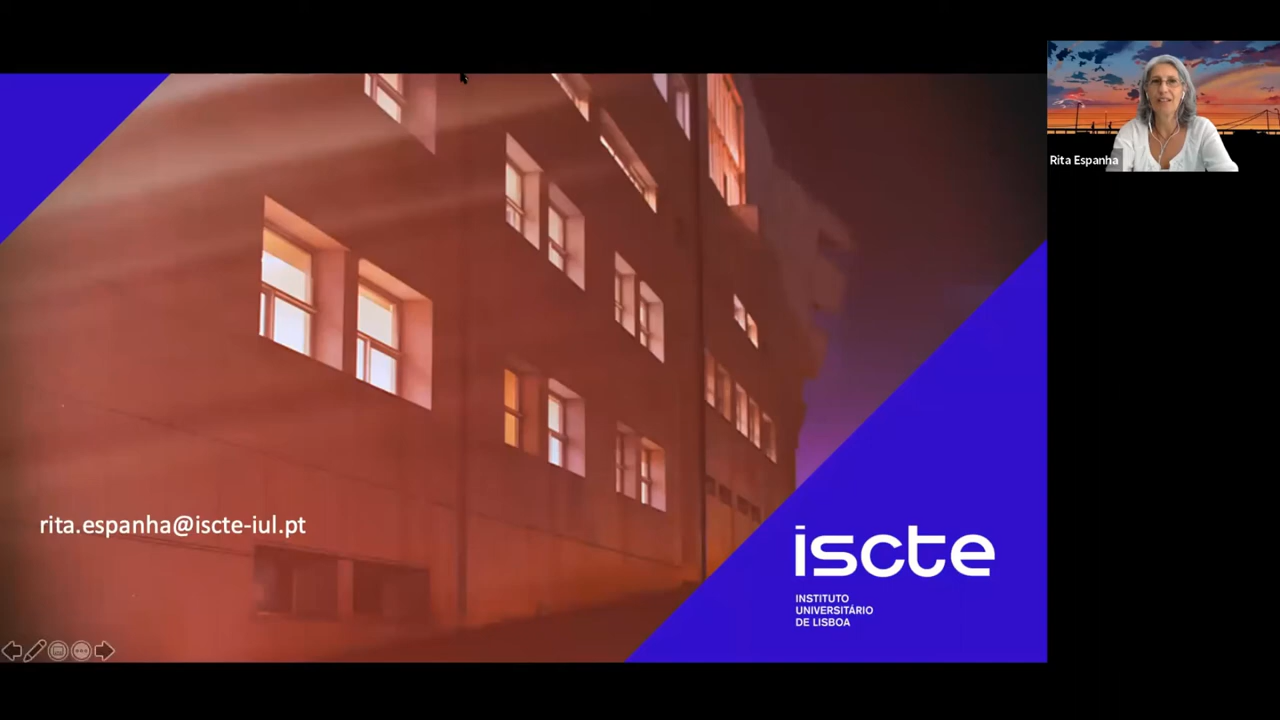 Rita Espanha
rita.espanha@iscte-iul.pt
iscte
INSTITUTO
UNIVERSITÁRIO
DE LISBOA